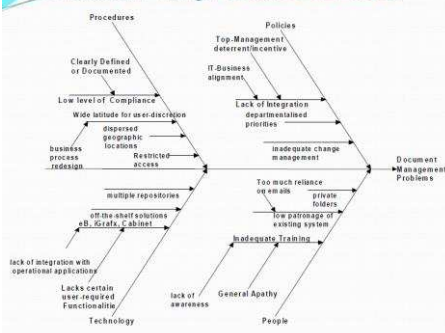 Procedures
Policies
Top-Management
deterrent/incentive
Clearly Defined
or Documented
IT-Business
alignment
Low level of Compliance
Lack of Integration
Wide latitude for user-discretion
departmentalised
priorities
dispersed
geographic
locations
business
process
redesign
Restricted
access
inadequate change
management
Document
Management
Problems
Too much reliance
on emails
multiple repositories
private
folders
off-the-shelf solutions
eB, iGrafx, Cabinet
low patronage of
existing system
Inadequate Training
lack of integration with
operational applications
Lacks certain
user-required
Functionalitie
lack of
awareness
General Apathy
Technology
People